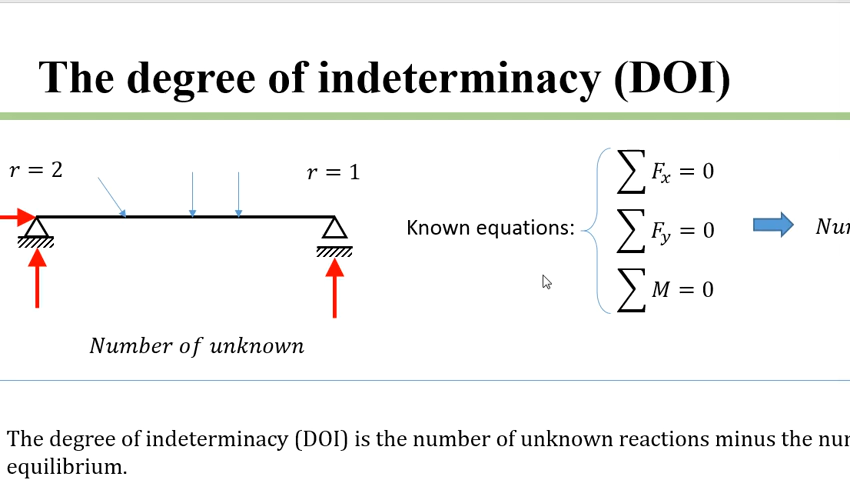 The degree of indeterminacy (DOI)
r = 2
r = 1
∑ Fx = 0
Known equations:
∑ Fy = 0
∑ M = 0
Number of unknown
The degree of indeterminacy (DOI) is the number of unknown reactions minus the
equilibrium.